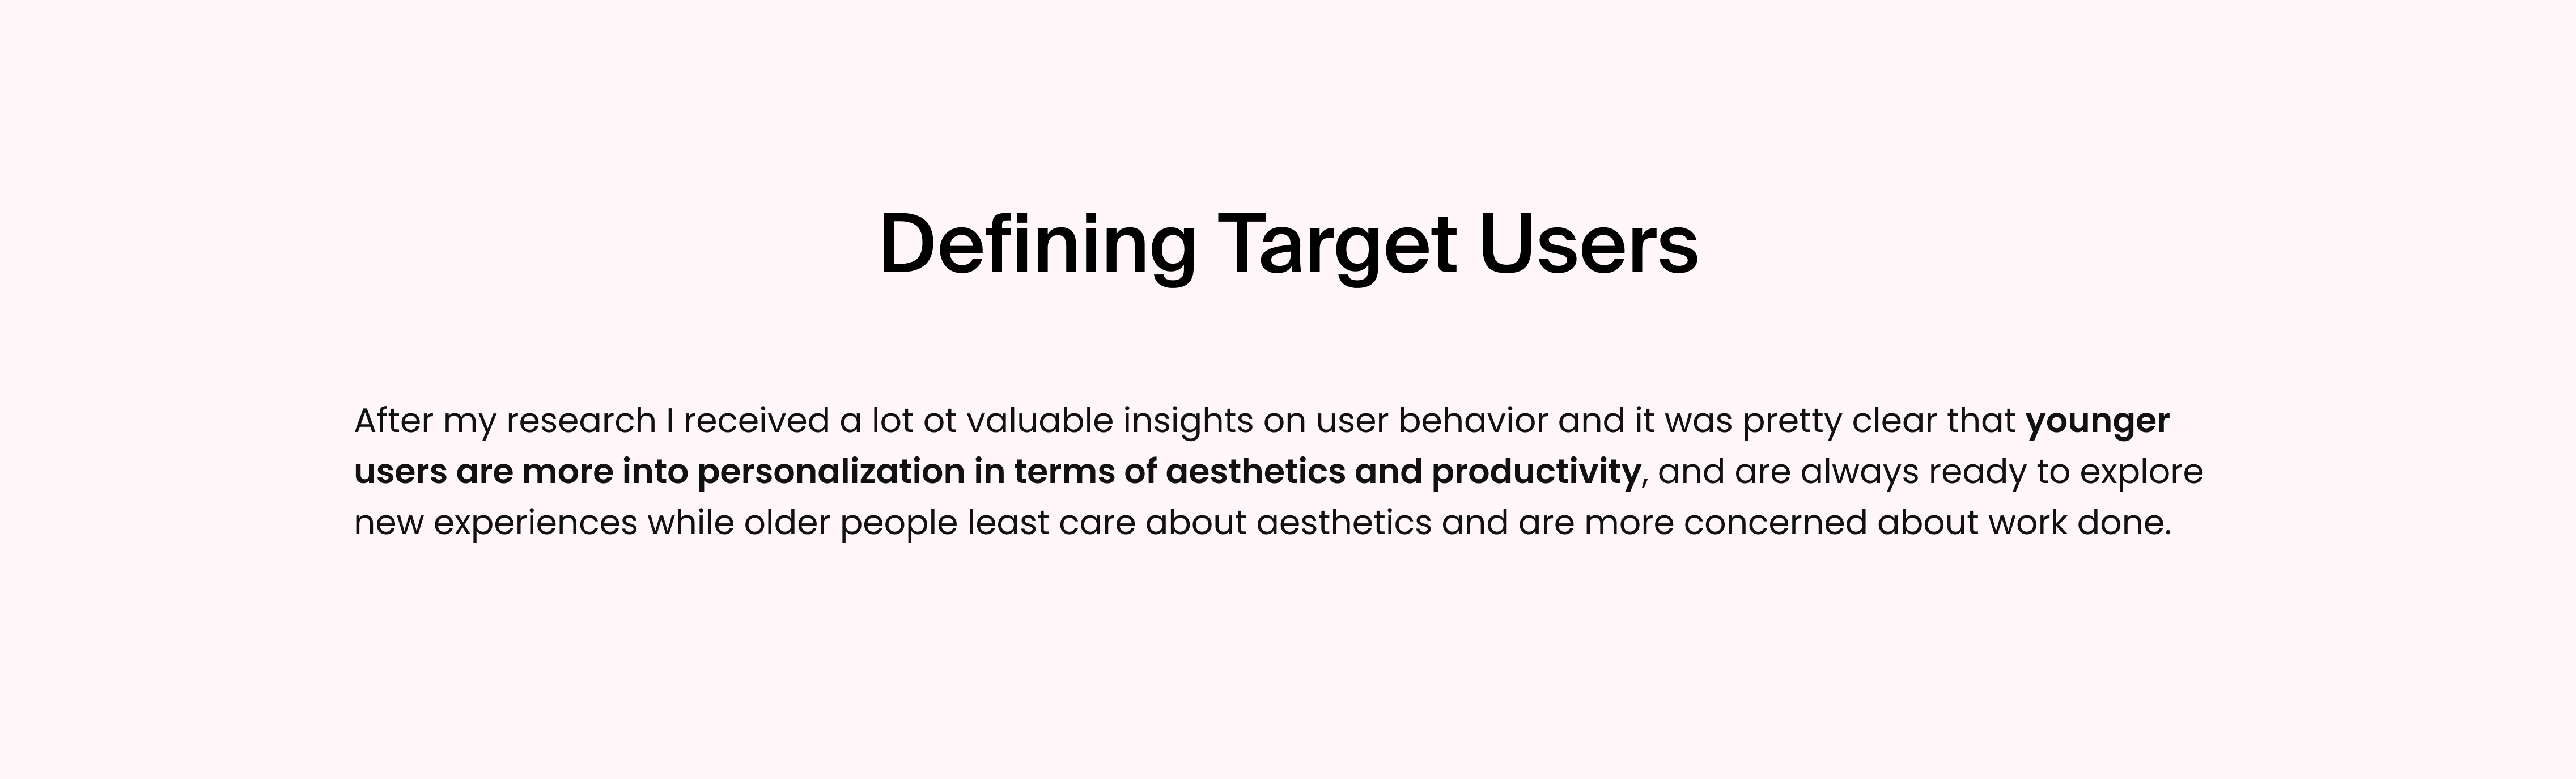 Defining Target Users
After my research I received a lot ot valuable insights on user behavior and it was pretty clear that younger
users are more into personalization in terms of aesthetics and productivity, and are always ready to explore
new experiences while older people least care about aesthetics and are more concerned about work done.